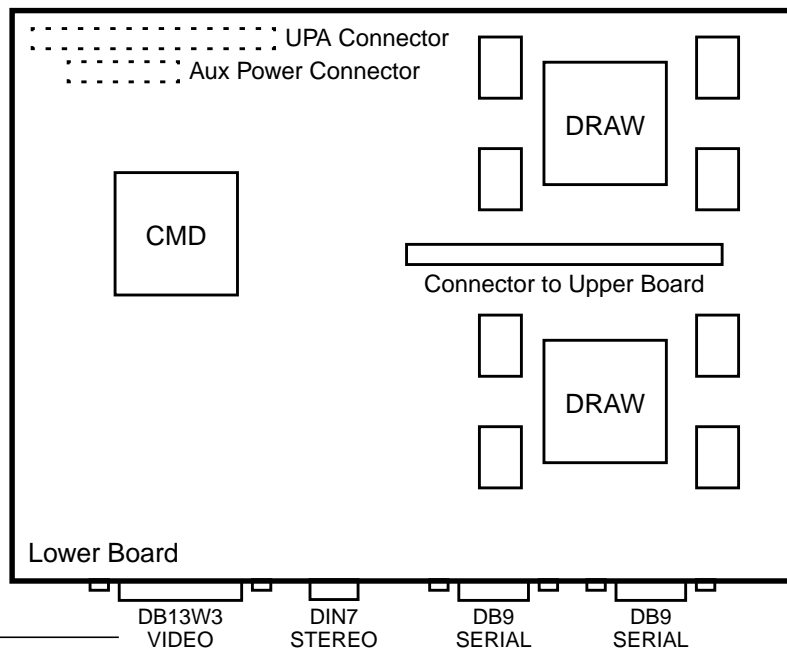 UPA Connector
Aux Power Connector
DRAW
CMD
Connector to Upper Board
DRAW
Lower Board
DB13W3
VIDEO
DIN7
STEREO
DB9
SERIAL
DB9
SERIAL